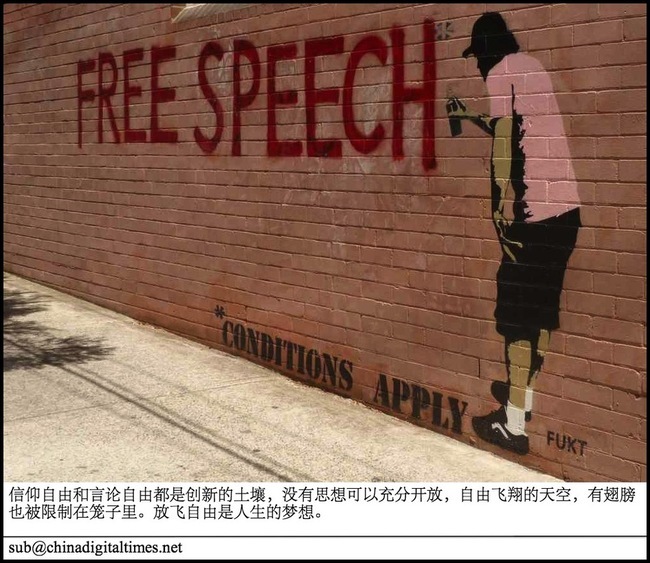 FREE SPEECH*
*CONDITIONS APPLY
FUKT
信仰自由和言论自由都是创新的土壤，没有思想可以充分开放，自由飞翔的天空，有翅膀
也被限制在笼子里。放飞自由是人生的梦想。
sub@chinadigitaltimes.net